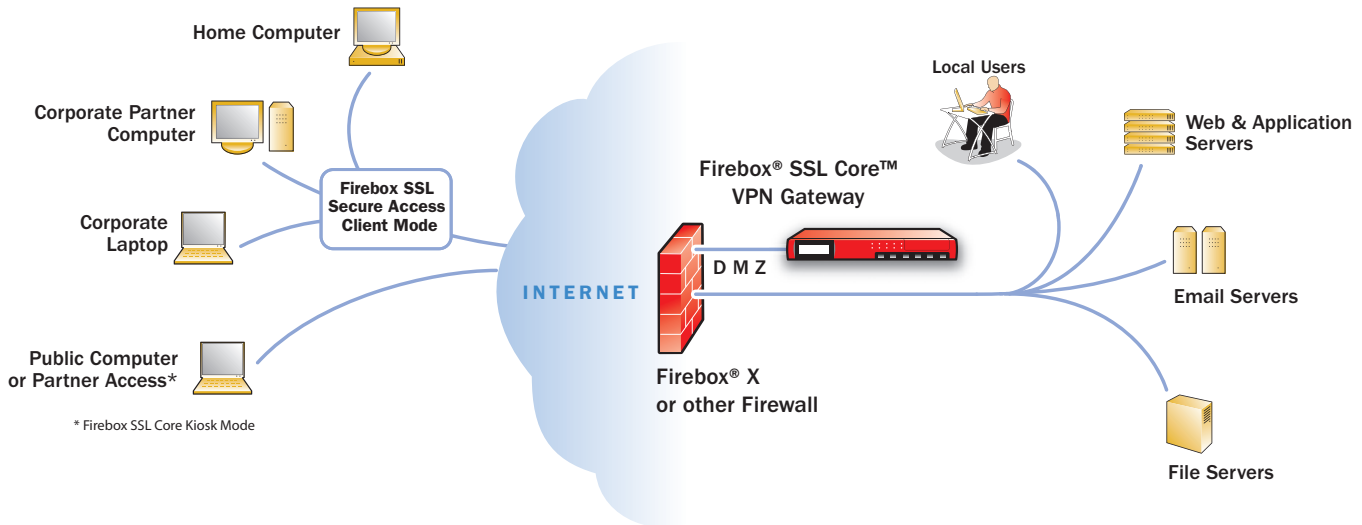 Home Computer
Corporate Partner
Computer
Firebox SSL
Secure Access
Client Mode
Corporate
Laptop
Public Computer
or Partner Access*
* Firebox SSL Core Kiosk Mode
INTERNET
Firebox® SSL Core™
VPN Gateway
DMZ
Firebox® X
or other Firewall
Local Users
Web & Application
Servers
Email Servers
File Servers